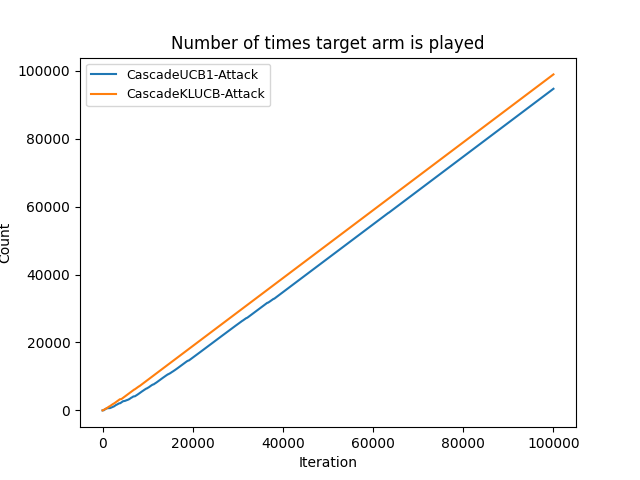 Number of times target arm is played
CascadeUCB1-Attack
CascadeKLUCB-Attack
100000
80000
60000
40000
20000
0
Count
0 20000 40000 60000 80000 100000
Iteration